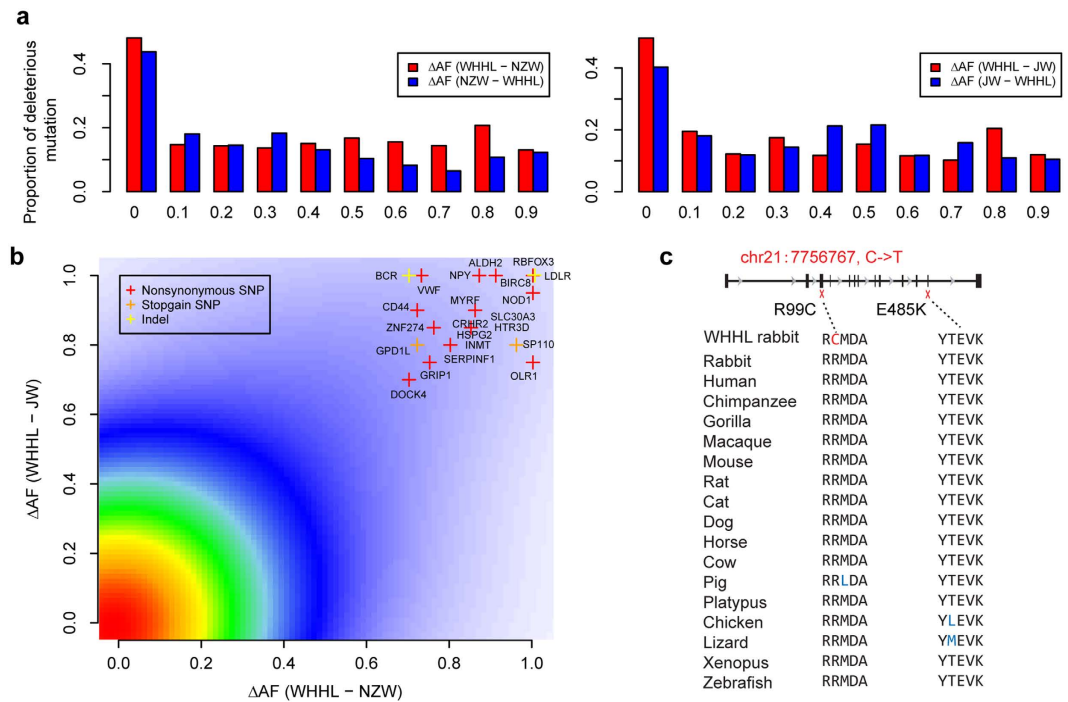 a
Proportion of deleterious
mutation
0.0
0.2
0.4
ΔAF (WHHL − NZW)
ΔAF (NZW − WHHL)
0 0.1 0.2 0.3 0.4 0.5 0.6 0.7 0.8 0.9
0.0
0.2
0.4
ΔAF (WHHL − JW)
ΔAF (JW − WHHL)
0 0.1 0.2 0.3 0.4 0.5 0.6 0.7 0.8 0.9
b
Nonsynonymous SNP
Stopgain SNP
Indel
ΔAF (WHHL − JW)
0.0
0.2
0.4
0.6
0.8
1.0
ALDH2
RBFOX3
BCR
NPY
LDLR
BIRC8
VWF
NOD1
CD44
MYRF
SLC30A3
ZNF274
CRHR2
HTR3D
HSPG2
GPD1L
INMT
SP110
SERPINF1
GRIP1
OLR1
DOCK4
0.0 0.2 0.4 0.6 0.8 1.0
ΔAF (WHHL − NZW)
c
chr21:7756767, C->T
R99C E485K
WHHL rabbit RCMDA YTEVK
Rabbit RRMDA YTEVK
Human RRMDA YTEVK
Chimpanzee RRMDA YTEVK
Gorilla RRMDA YTEVK
Macaque RRMDA YTEVK
Mouse RRMDA YTEVK
Rat RRMDA YTEVK
Cat RRMDA YTEVK
Dog RRMDA YTEVK
Horse RRMDA YTEVK
Cow RRMDA YTEVK
Pig RRLDA YTEVK
Platypus RRMDA YTEVK
Chicken RRMDA YLEVK
Lizard RRMDA YMEVK
Xenopus RRMDA YTEVK
Zebrafish RRMDA YTEVK